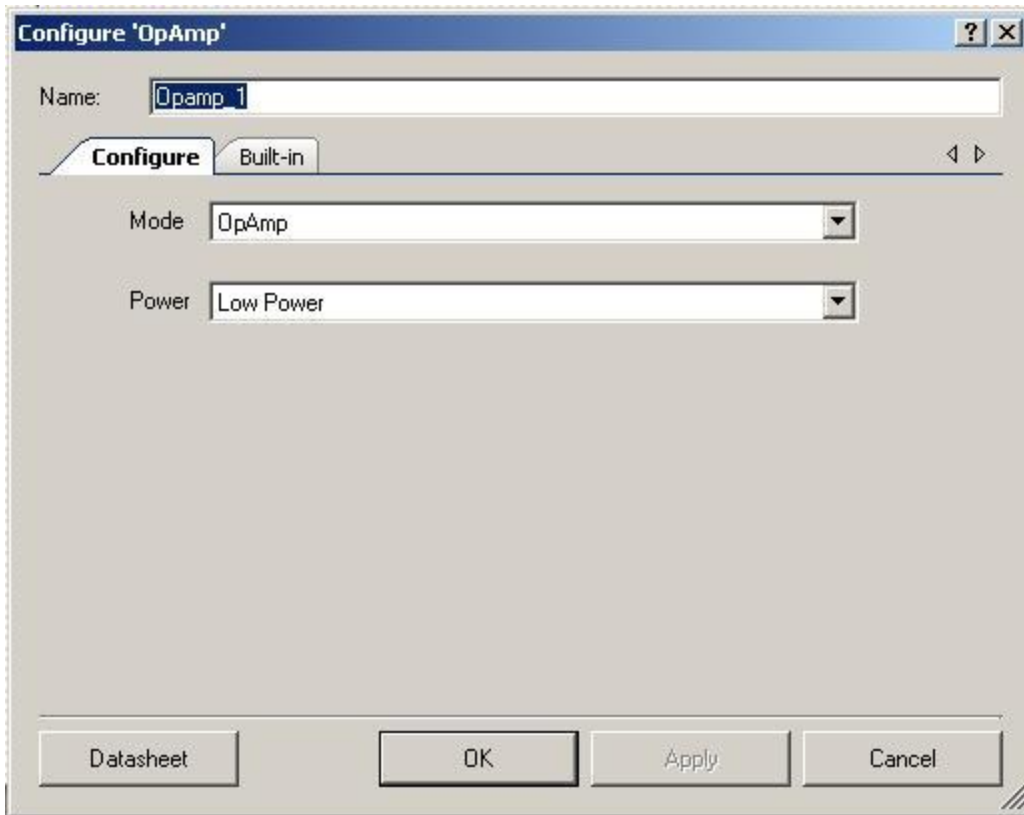 Configure 'OpAmp'
Name: Opamp_1
Configure Built-in
Mode OpAmp
Power Low Power
Datasheet OK Apply Cancel